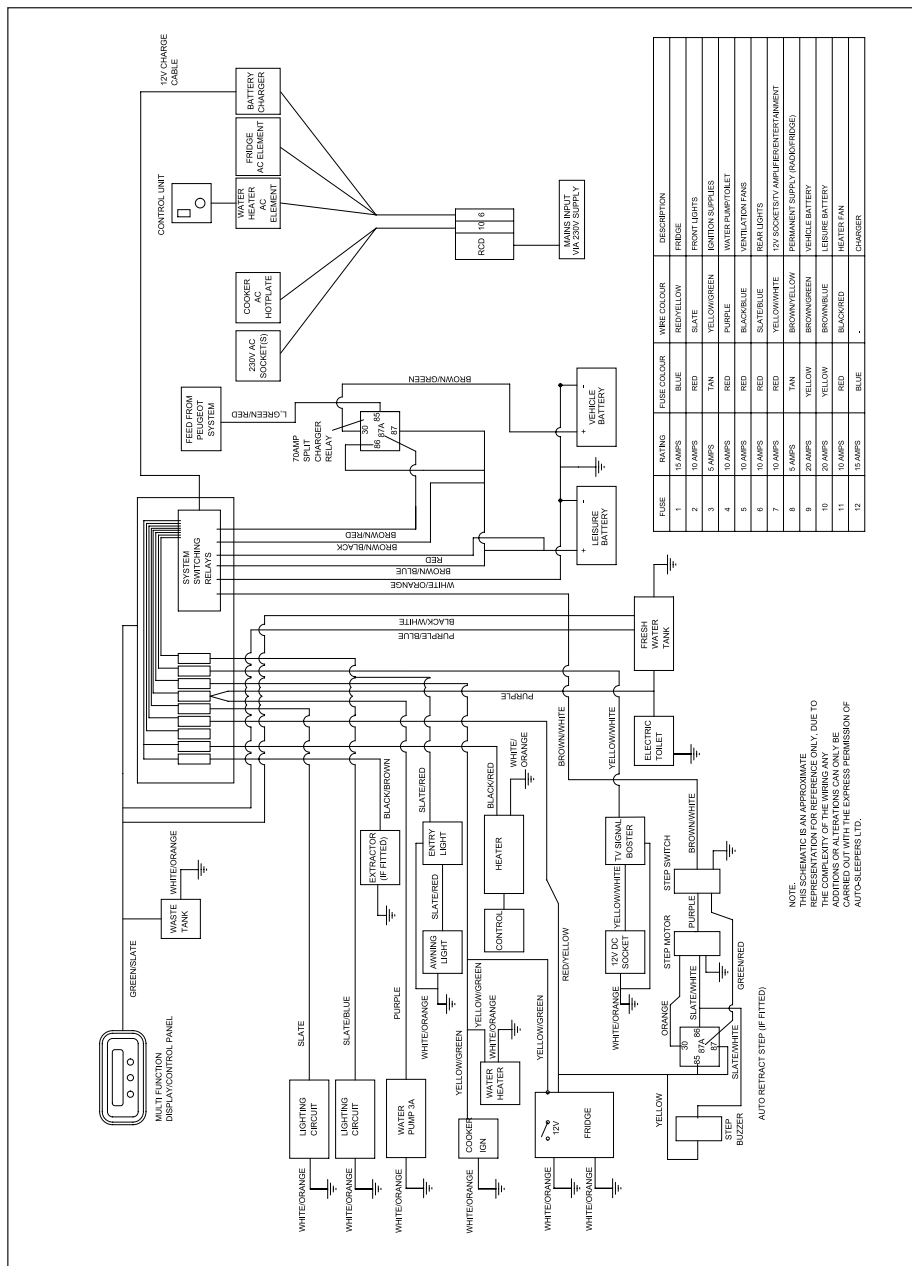 12V CHARGE
CABLE
BATTERY
CHARGER
FRIDGE
AC ELEMENT
CONTROL UNIT
WATER
HEATER
AC
ELEMENT
COOKER
AC
HOTPLATE
230V AC
SOCKET(S)
RCD
10
6
MAINS INPUT
VIA 230V SUPPLY
FEED FROM
PEUGEOT
SYSTEM
L.GREEN/RED
BROWN/GREEN
70AMP
SPLIT
CHARGER
RELAY
30
85
87A
86
87
VEHICLE
BATTERY
+
-
LEISURE
BATTERY
+
-
SYSTEM
SWITCHING
RELAYS
BROWN/RED
BROWN/BLACK
RED
BROWN/BLUE
WHITE/ORANGE
BLACK/WHITE
PURPLE/BLUE
FRESH
WATER
TANK
PURPLE
ELECTRIC
TOILET
BROWN/WHITE
YELLOW/WHITE
GREEN/SLATE
WASTE
TANK
WHITE/ORANGE
MULTI FUNCTION
DISPLAY/CONTROL PANEL
SLATE
LIGHTING
CIRCUIT
WHITE/ORANGE
SLATE/BLUE
LIGHTING
CIRCUIT
WHITE/ORANGE
BLACK/BROWN
EXTRACTOR
(IF FITTED)
PURPLE
WATER
PUMP 3A
WHITE/ORANGE
SLATE/RED
ENTRY
LIGHT
SLATE/RED
AWNING
LIGHT
WHITE/ORANGE
YELLOW/GREEN
COOKER
IGN
WHITE/ORANGE
YELLOW/GREEN
WATER
HEATER
WHITE/ORANGE
BLACK/RED
HEATER
WHITE/
ORANGE
CONTROL
YELLOW/GREEN
RED/YELLOW
12V
FRIDGE
WHITE/ORANGE
WHITE/ORANGE
TV SIGNAL
BOSTER
YELLOW/WHITE
12V DC
SOCKET
WHITE/ORANGE
BROWN/WHITE
STEP SWITCH
PURPLE
STEP MOTOR
GREEN/RED
SLATE/WHITE
ORANGE
30
86
87A
85
87
SLATE/WHITE
YELLOW
STEP
BUZZER
AUTO RETRACT STEP (IF FITTED)
NOTE.
THIS SCHEMATIC IS AN APPROXIMATE
REPRESENTATION FOR REFERENCE ONLY, DUE TO
THE COMPLEXITY OF THE WIRING ANY
ADDITIONS OR ALTERATIONS CAN ONLY BE
CARRIED OUT WITH THE EXPRESS PERMISSION OF
AUTO-SLEEPERS LTD.
FUSE RATING FUSE COLOUR WIRE COLOUR DESCRIPTION
1 15 AMPS BLUE RED/YELLOW FRIDGE
2 10 AMPS RED SLATE FRONT LIGHTS
3 5 AMPS TAN YELLOW/GREEN IGNITION SUPPLIES
4 10 AMPS RED PURPLE WATER PUMP/TOILET
5 10 AMPS RED BLACK/BLUE VENTILATION FANS
6 10 AMPS RED SLATE/BLUE REAR LIGHTS
7 10 AMPS RED YELLOW/WHITE 12V SOCKETS/TV AMPLIFIER/ENTERTAINMENT
8 5 AMPS TAN BROWN/YELLOW PERMANENT SUPPLY (RADIO/FRIDGE)
9 20 AMPS YELLOW BROWN/GREEN VEHICLE BATTERY
10 20 AMPS YELLOW BROWN/BLUE LEISURE BATTERY
11 10 AMPS RED BLACK/RED HEATER FAN
12 15 AMPS BLUE - CHARGER